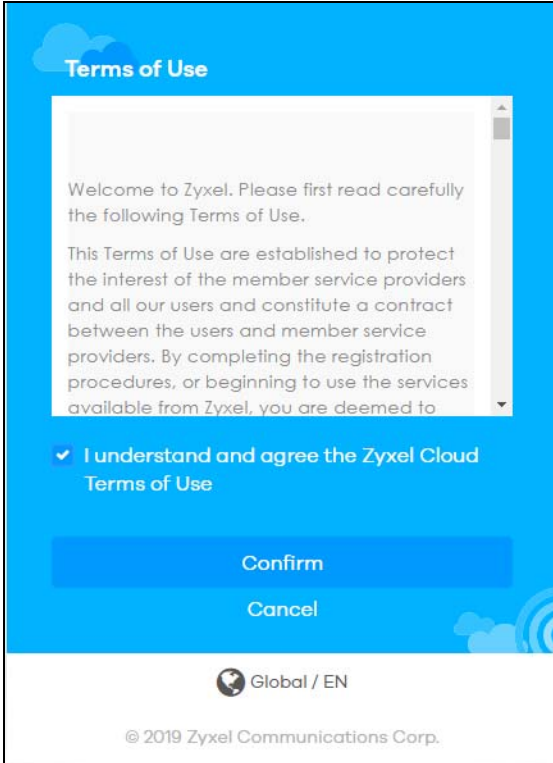 Terms of Use
Welcome to Zyxel. Please first read carefully
the following Terms of Use.
This Terms of Use are established to protect
the interest of the member service providers
and all our users and constitute a contract
between the users and member service
providers. By completing the registration
procedures, or beginning to use the services
available from Zyxel, you are deemed to
I understand and agree the Zyxel Cloud
Terms of Use
Confirm
Cancel
Global / EN
© 2019 Zyxel Communications Corp.